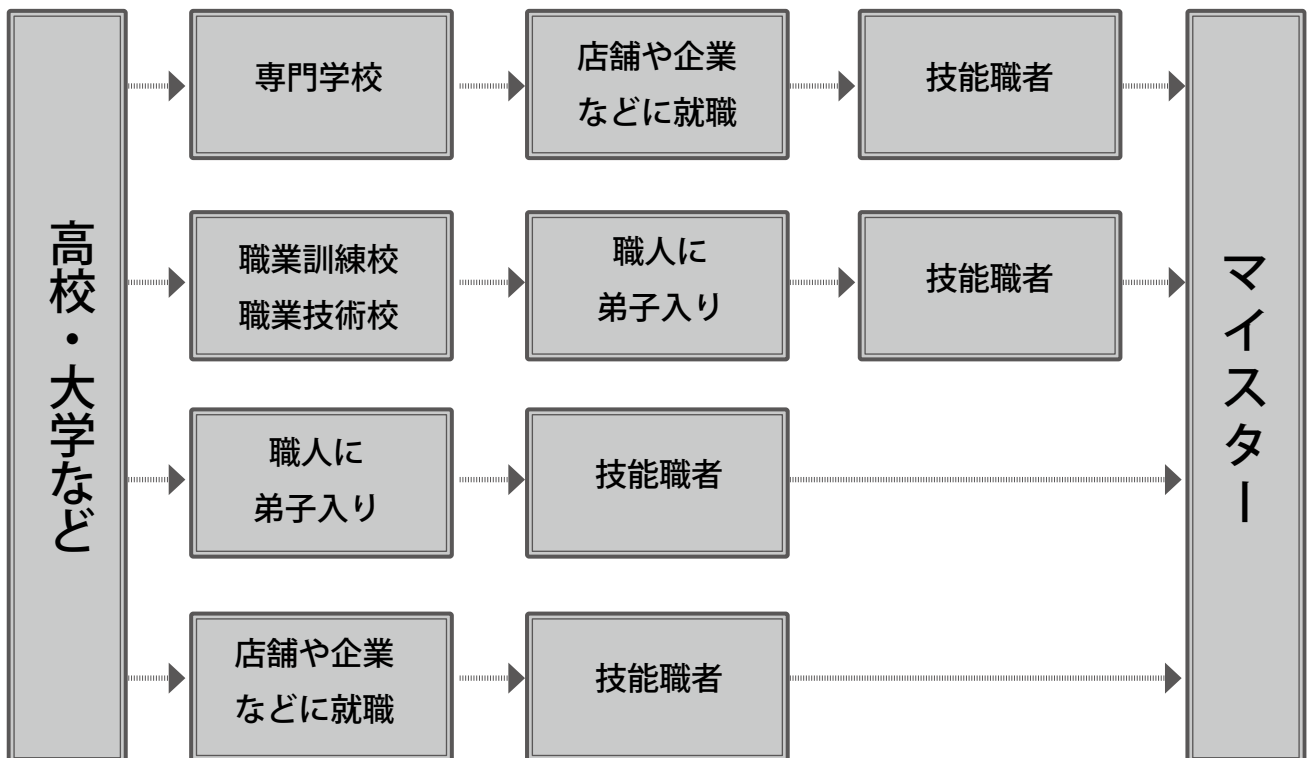 高校・大学など
専門学校
店舗や企業
などに就職
技能職者
職業訓練校
職業技術校
職人に
弟子入り
技能職者
職人に
弟子入り
技能職者
店舗や企業
などに就職
技能職者
マイスター